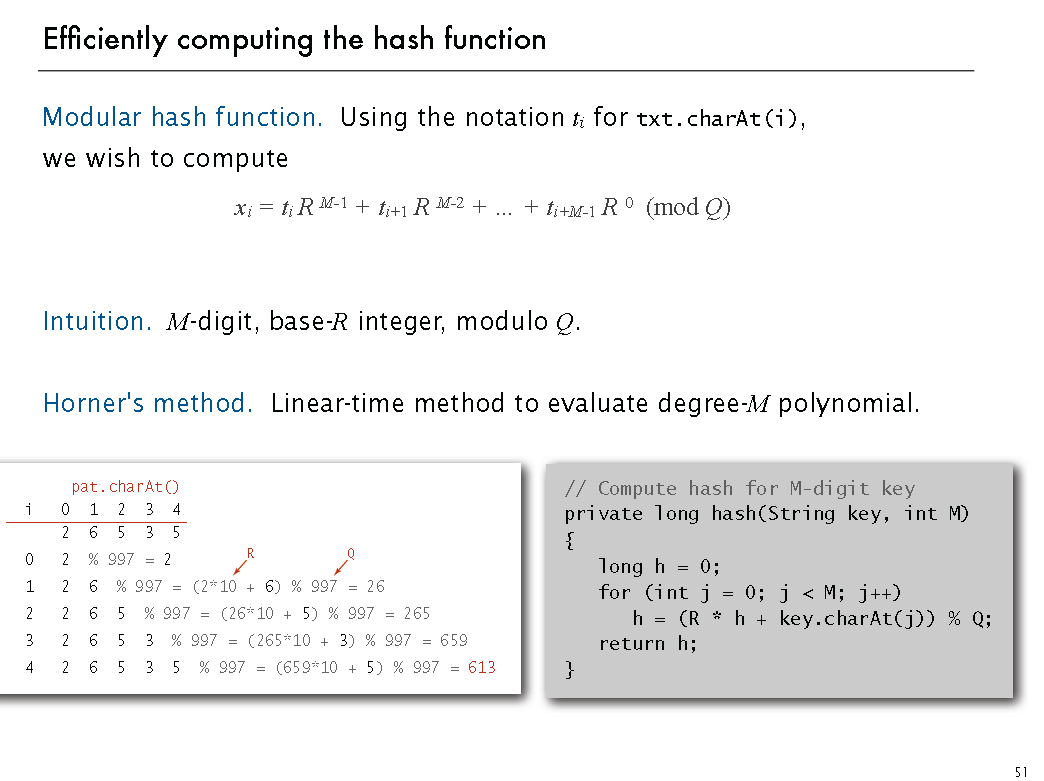 Efficiently computing the hash function
Modular hash function. Using the notation tᵢ for txt.charAt(i),
we wish to compute
xᵢ = tᵢ R ᴹ⁻¹ + tᵢ₊₁ R ᴹ⁻² + … + tᵢ₊M₋₁ R ⁰ (mod Q)
Intuition. M-digit, base-R integer, modulo Q.
Horner's method. Linear-time method to evaluate degree-M polynomial.
pat.charAt()
i 0 1 2 3 4
2 6 5 3 5
R Q
0 2 % 997 = 2
1 2 6 % 997 = (2*10 + 6) % 997 = 26
2 2 6 5 % 997 = (26*10 + 5) % 997 = 265
3 2 6 5 3 % 997 = (265*10 + 3) % 997 = 659
4 2 6 5 3 5 % 997 = (659*10 + 5) % 997 = 613
// Compute hash for M-digit key
private long hash(String key, int M)
{
long h = 0;
for (int j = 0; j < M; j++)
h = (R * h + key.charAt(j)) % Q;
return h;
}
51